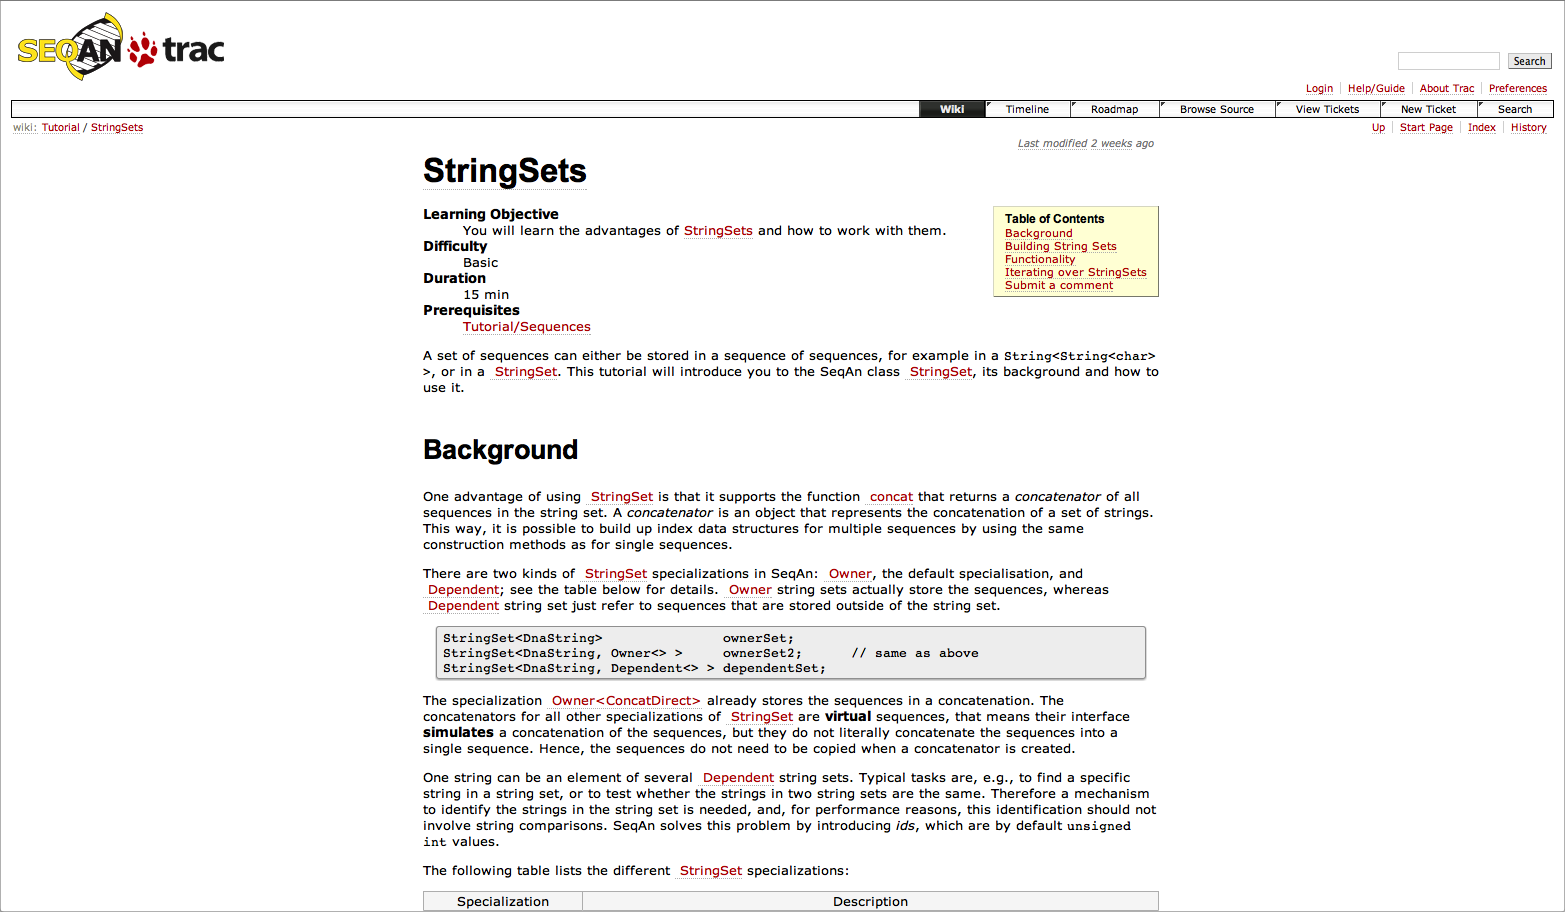 SEQAN trac
Search
Login Help/Guide About Trac Preferences
Wiki Timeline Roadmap Browse Source View Tickets New Ticket Search
wiki: Tutorial / StringSets
Up Start Page Index History
Last modified 2 weeks ago
StringSets
Learning Objective
You will learn the advantages of StringSets and how to work with them.
Difficulty
Basic
Duration
15 min
Prerequisites
Tutorial/Sequences
Table of Contents
Background
Building String Sets
Functionality
Iterating over StringSets
Submit a comment
A set of sequences can either be stored in a sequence of sequences, for example in a String<String<char>
>, or in a StringSet. This tutorial will introduce you to the SeqAn class StringSet, its background and how to
use it.
Background
One advantage of using StringSet is that it supports the function concat that returns a concatenator of all
sequences in the string set. A concatenator is an object that represents the concatenation of a set of strings.
This way, it is possible to build up index data structures for multiple sequences by using the same
construction methods as for single sequences.
There are two kinds of StringSet specializations in SeqAn: Owner, the default specialisation, and
Dependent; see the table below for details. Owner string sets actually store the sequences, whereas
Dependent string set just refer to sequences that are stored outside of the string set.
StringSet<DnaString> ownerSet;
StringSet<DnaString, Owner<> > ownerSet2; // same as above
StringSet<DnaString, Dependent<> > dependentSet;
The specialization Owner<ConcatDirect> already stores the sequences in a concatenation. The
concatenators for all other specializations of StringSet are virtual sequences, that means their interface
simulates a concatenation of the sequences, but they do not literally concatenate the sequences into a
single sequence. Hence, the sequences do not need to be copied when a concatenator is created.
One string can be an element of several Dependent string sets. Typical tasks are, e.g., to find a specific
string in a string set, or to test whether the strings in two string sets are the same. Therefore a mechanism
to identify the strings in the string set is needed, and, for performance reasons, this identification should not
involve string comparisons. SeqAn solves this problem by introducing ids, which are by default unsigned
int values.
The following table lists the different StringSet specializations:
Specialization Description